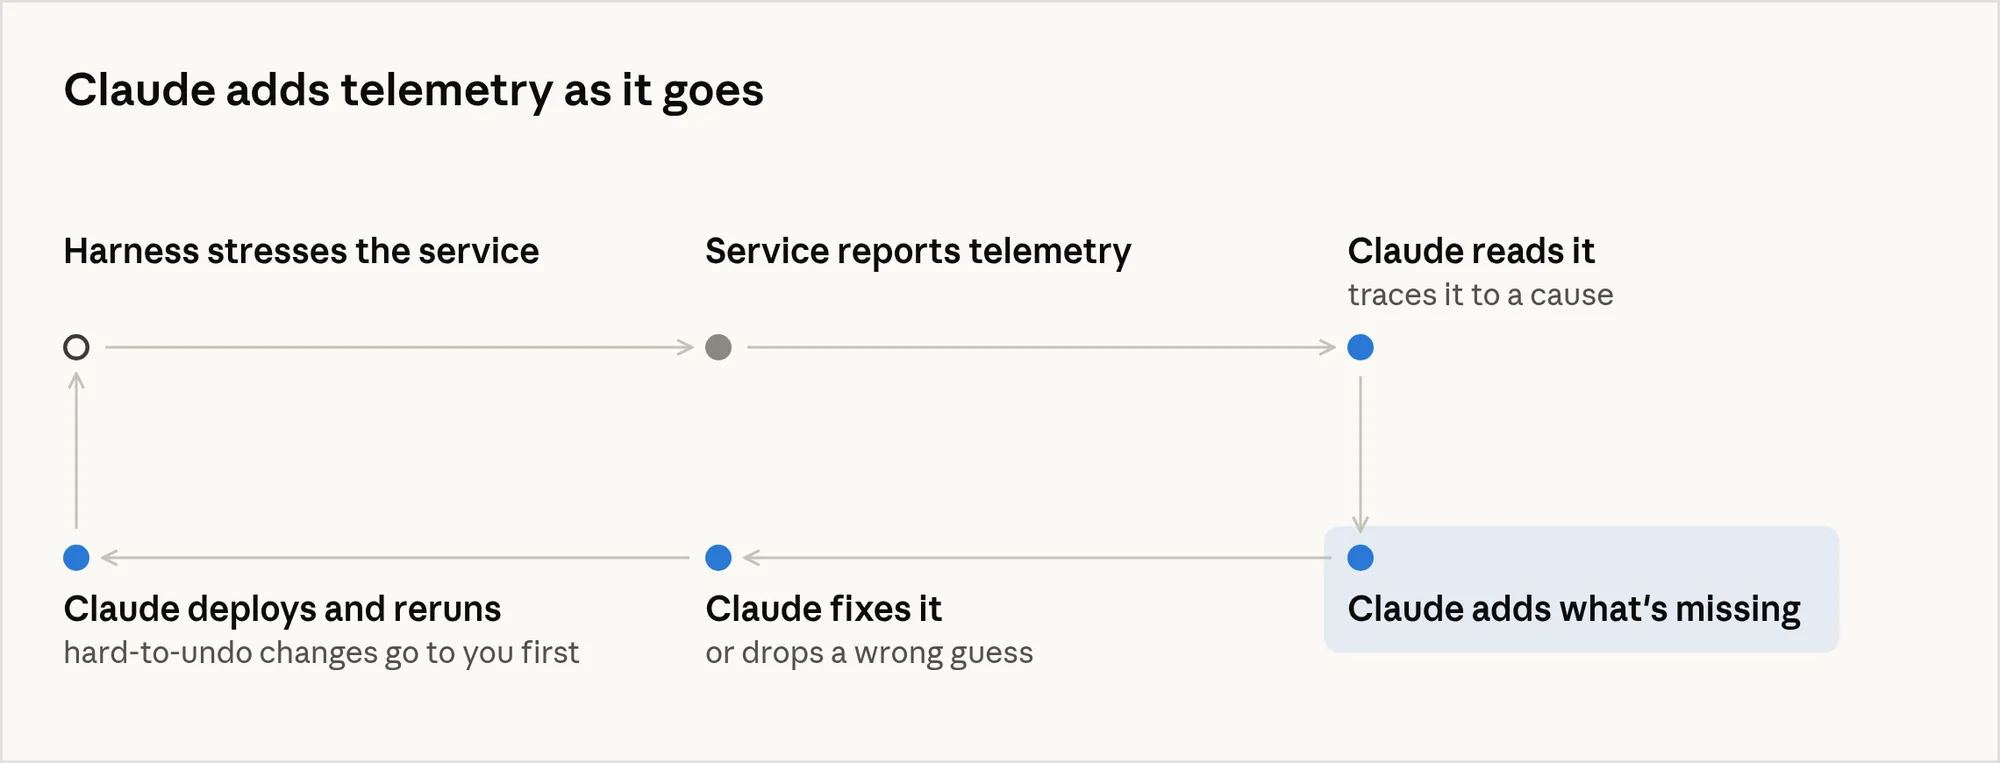 Claude adds telemetry as it goes
Harness stresses the service
Service reports telemetry
Claude reads it
traces it to a cause
Claude deploys and reruns
hard-to-undo changes go to you first
Claude fixes it
or drops a wrong guess
Claude adds what's missing